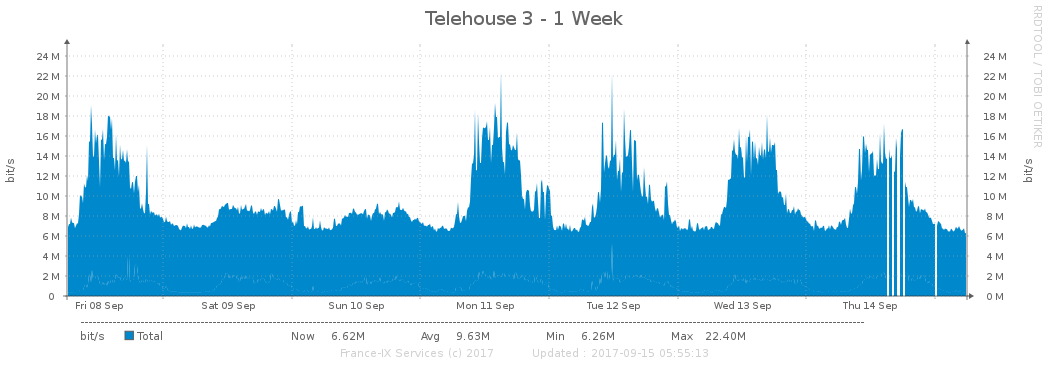 Telehouse 3 - 1 Week
RRDTOOL / TOBI OETIKER
bit/s
24 M 24 M
22 M 22 M
20 M 20 M
18 M 18 M
16 M 16 M
14 M 14 M
12 M 12 M
10 M 10 M
8 M 8 M
6 M 6 M
4 M 4 M
2 M 2 M
0 0 M
bit/s
Fri 08 Sep Sat 09 Sep Sun 10 Sep Mon 11 Sep Tue 12 Sep Wed 13 Sep Thu 14 Sep
bit/s Total Now 6.62M Avg 9.63M Min 6.26M Max 22.40M
France-IX Services (c) 2017 Updated : 2017-09-15 05:55:13